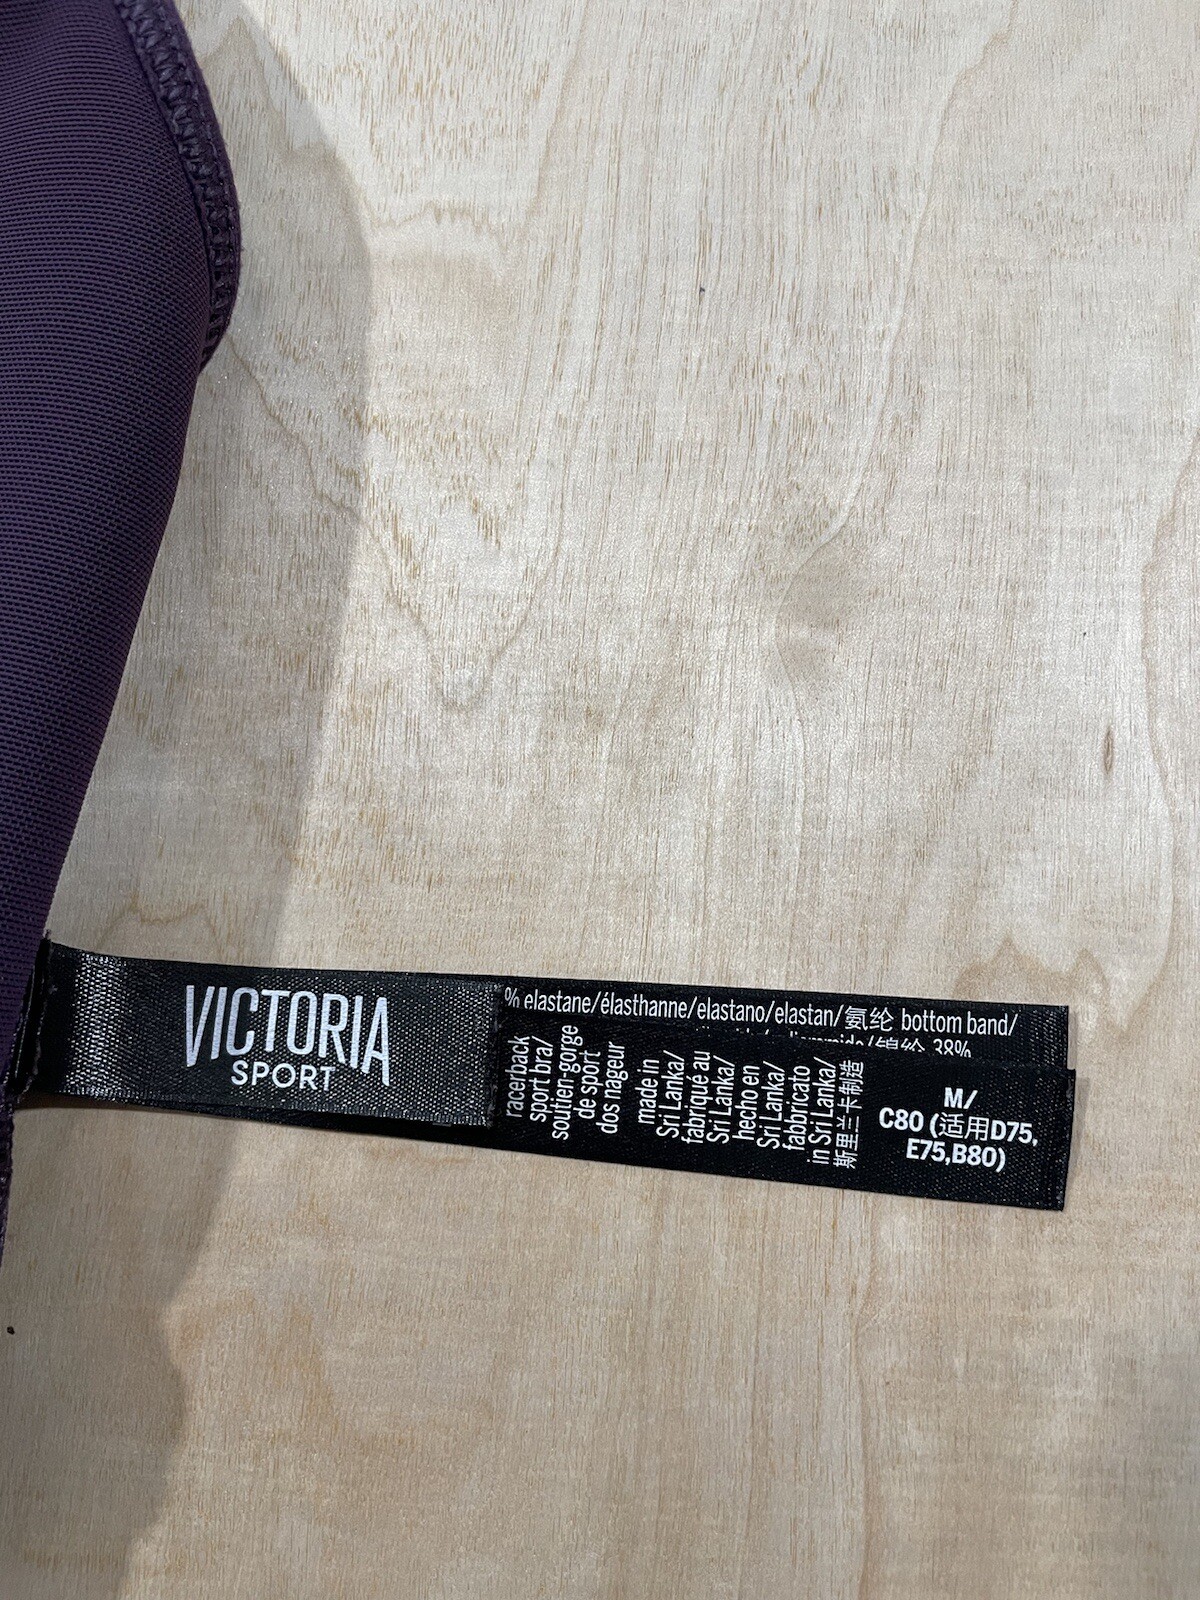 VICTORIA
SPORT
% elastane/élasthanne/elastano/elastan/氨纶 bottom band/
38%
racerback
sport bra/
soutien-gorge
de sport
dos nageur
made in
Sri Lanka/
fabriqué au
Sri Lanka/
hecho en
Sri Lanka/
fabbricato
in Sri Lanka/
斯里兰卡制造
M/
C80 (适用D75,
E75,B80)